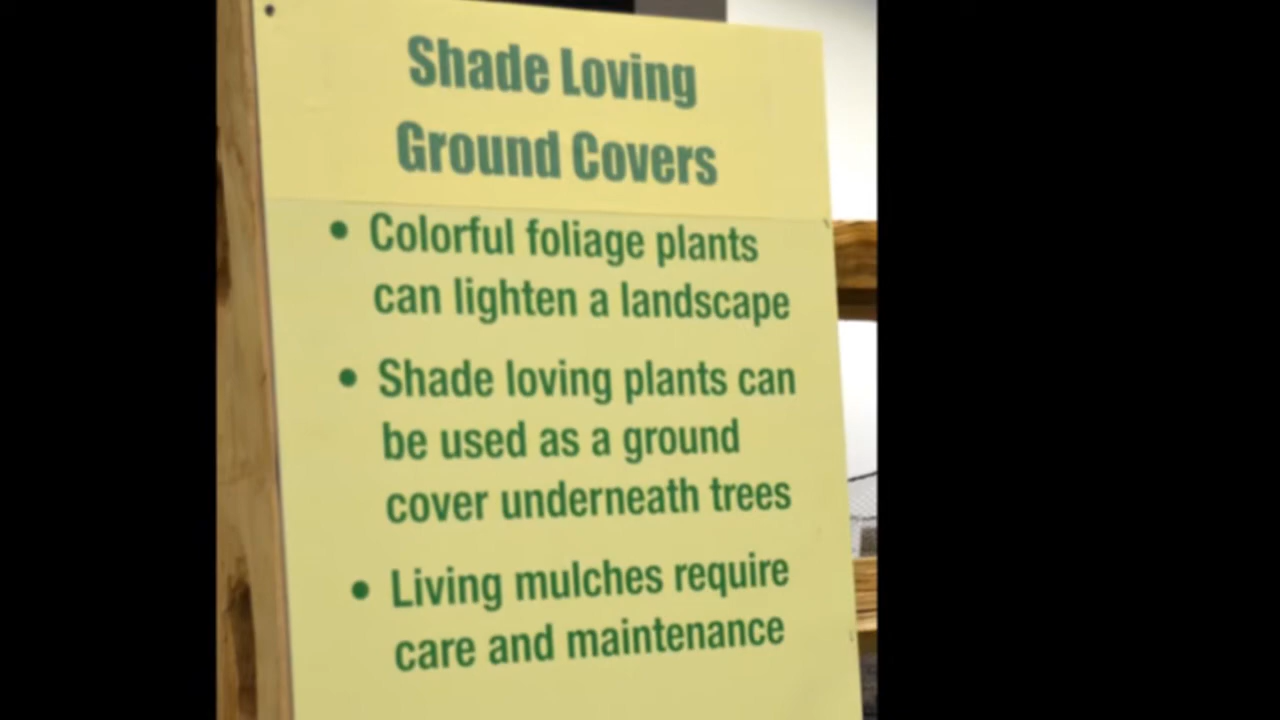 Shade Loving
Ground Covers
• Colorful foliage plants
can lighten a landscape
• Shade loving plants can
be used as a ground
cover underneath trees
• Living mulches require
care and maintenance